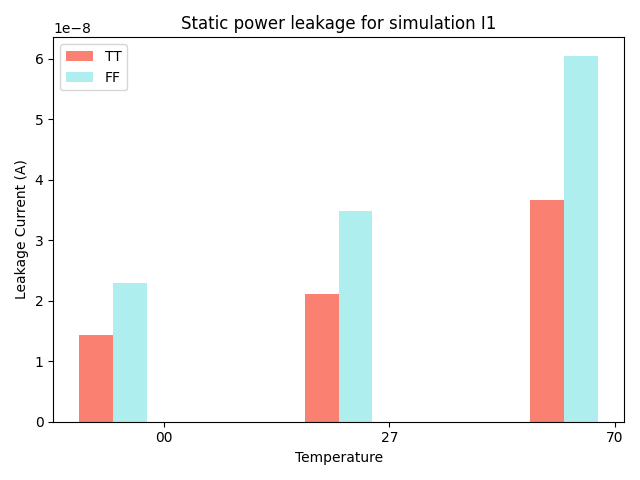 Static power leakage for simulation I1
1e−8
TT
FF
6
5
4
3
2
1
0
Leakage Current (A)
00 27 70
Temperature